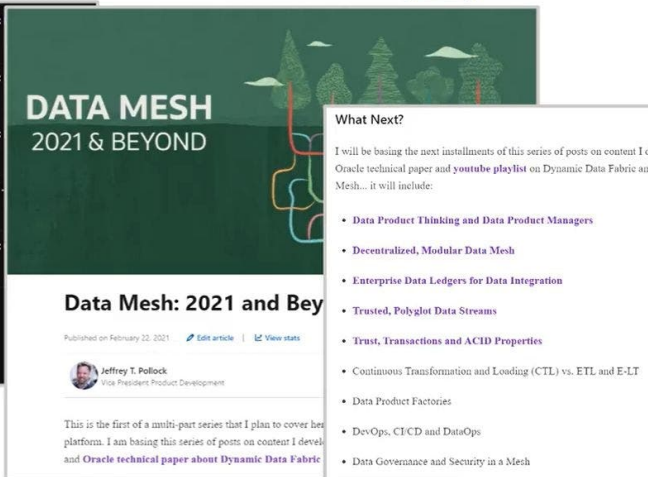 DATA MESH
2021 & BEYOND
Data Mesh: 2021 and Bey
Published on February 22, 2021 Edit article | View stats
Jeffrey T. Pollock
Vice President Product Development
This is the first of a multi-part series that I plan to cover her
platform. I am basing this series of posts on content I devel
and Oracle technical paper about Dynamic Data Fabric
What Next?
I will be basing the next installments of this series of posts on content I d
Oracle technical paper and youtube playlist on Dynamic Data Fabric an
Mesh... it will include:
• Data Product Thinking and Data Product Managers
• Decentralized, Modular Data Mesh
• Enterprise Data Ledgers for Data Integration
• Trusted, Polyglot Data Streams
• Trust, Transactions and ACID Properties
• Continuous Transformation and Loading (CTL) vs. ETL and E-LT
• Data Product Factories
• DevOps, CI/CD and DataOps
• Data Governance and Security in a Mesh